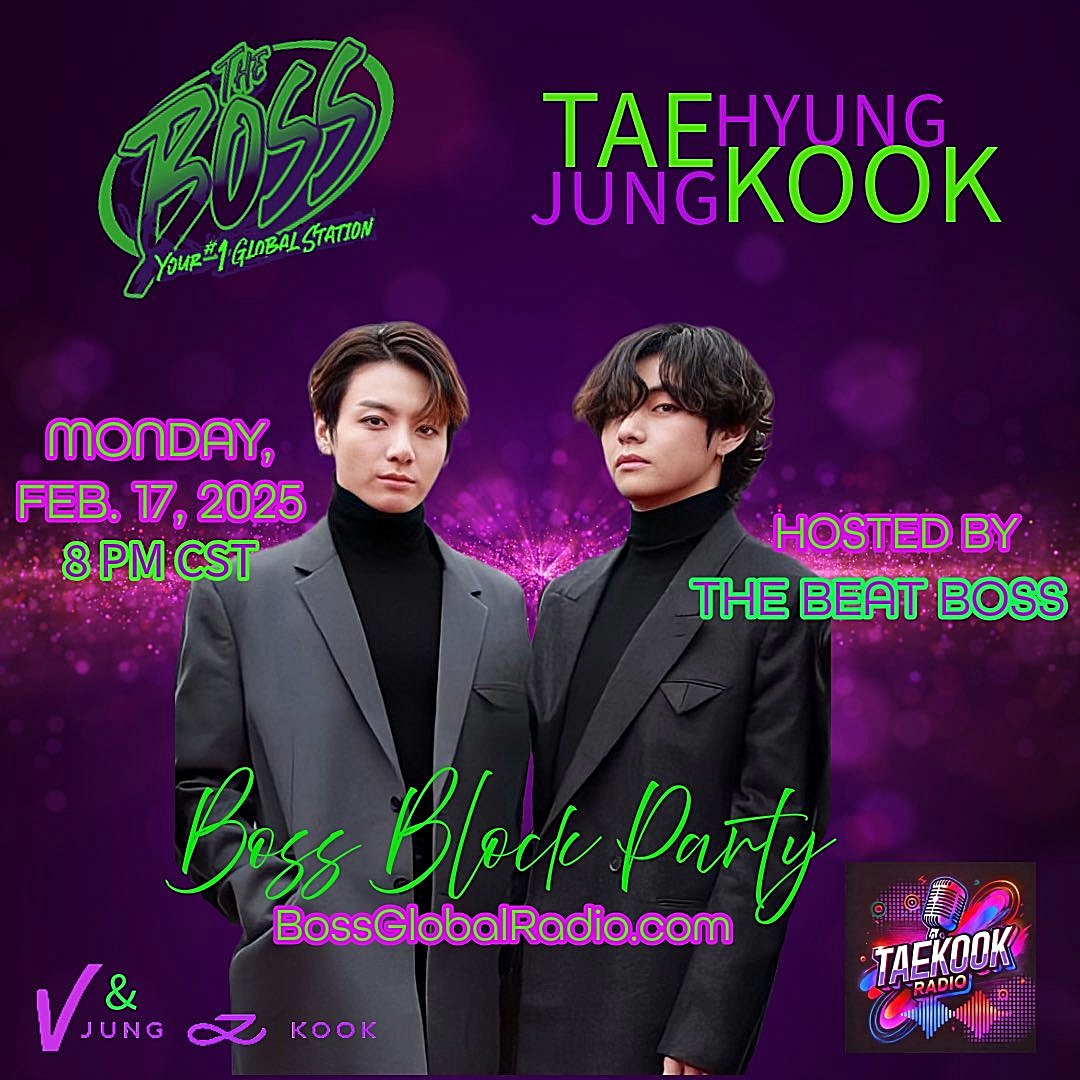 THE
BOSS
YOUR #1 GLOBAL STATION
TAEHYUNG
JUNGKOOK
MONDAY,
FEB. 17, 2025
8 PM CST
HOSTED BY
THE BEAT BOSS
Boss Block Party
BossGlobalRadio.com
V &
JUNG KOOK
TAEKOOK
RADIO